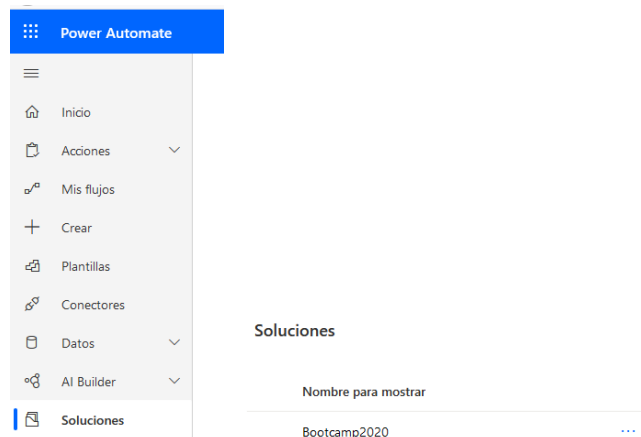 Power Automate
Inicio
Acciones
Mis flujos
Crear
Plantillas
Conectores
Datos
AI Builder
Soluciones
Soluciones
Nombre para mostrar
Bootcamp2020